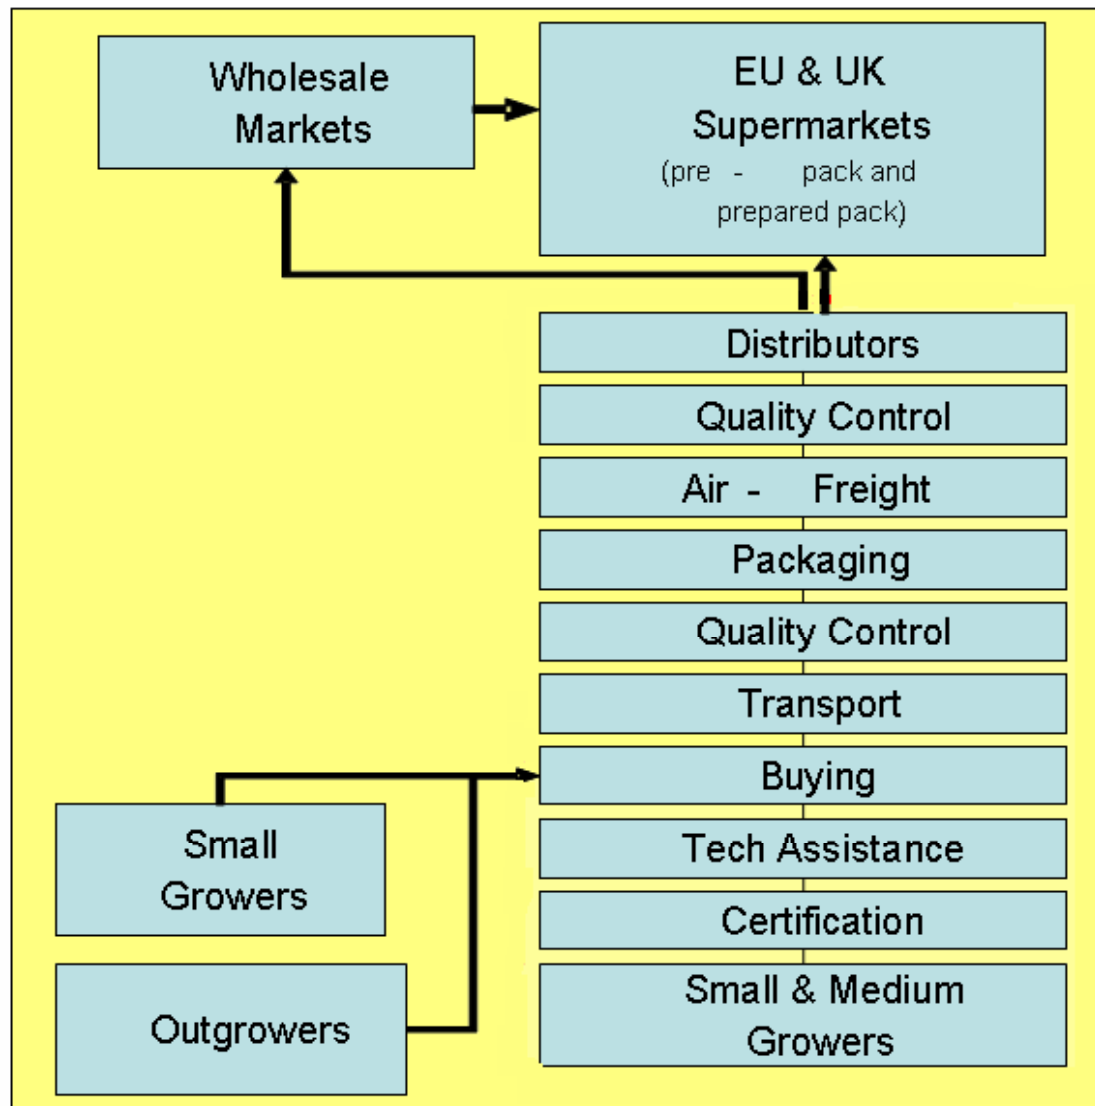 Wholesale
Markets
EU & UK
Supermarkets
(pre - pack and
prepared pack)
Distributors
Quality Control
Air - Freight
Packaging
Quality Control
Transport
Buying
Tech Assistance
Certification
Small & Medium
Growers
Small
Growers
Outgrowers